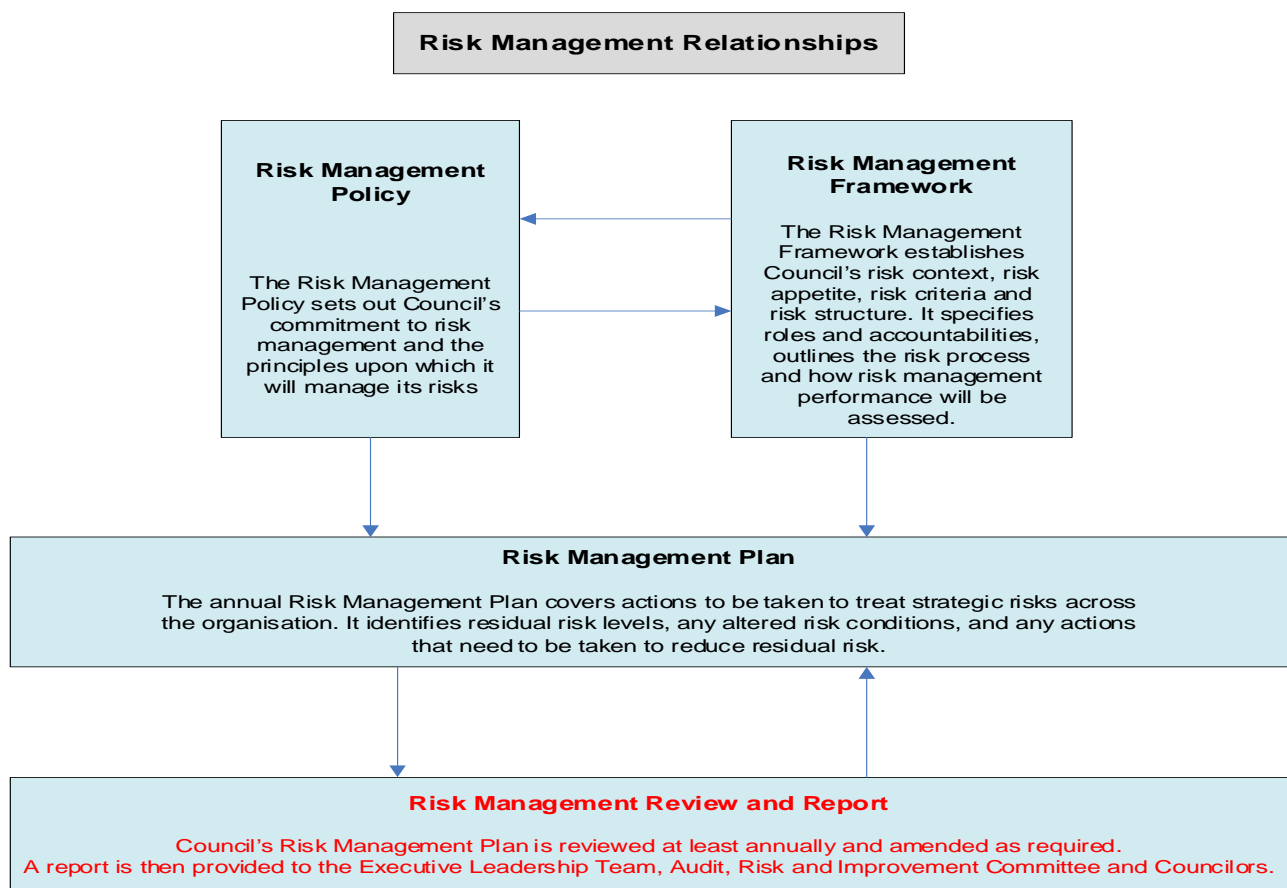 Risk Management Relationships
Risk Management
Policy
The Risk Management
Policy sets out Council’s
commitment to risk
management and the
principles upon which it
will manage its risks
Risk Management
Framework
The Risk Management
Framework establishes
Council’s risk context, risk
appetite, risk criteria and
risk structure. It specifies
roles and accountabilities,
outlines the risk process
and how risk management
performance will be
assessed.
Risk Management Plan
The annual Risk Management Plan covers actions to be taken to treat strategic risks across
the organisation. It identifies residual risk levels, any altered risk conditions, and any actions
that need to be taken to reduce residual risk.
Risk Management Review and Report
Council’s Risk Management Plan is reviewed at least annually and amended as required.
A report is then provided to the Executive Leadership Team, Audit, Risk and Improvement Committee and Councilors.